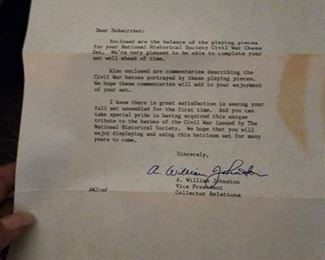 Dear Subscriber:
Enclosed are the balance of the playing pieces
for your National Historical Society Civil War Chess
Set. We're very pleased to be able to complete your
set well ahead of time.
Also enclosed are commentaries describing the
Civil War heroes portrayed by these playing pieces.
We hope these commentaries will add to your enjoyment
of your set.
I know there is great satisfaction in seeing your
full set assembled for the first time. And you can
take special pride in having acquired this unique
tribute to the heroes of the Civil War issued by The
National Historical Society. We hope that you will
enjoy displaying and using this heirloom set for many
years to come.
Sincerely,
A. William Johnston
A. William Johnston
Vice President
Collector Relations
AWJ:md